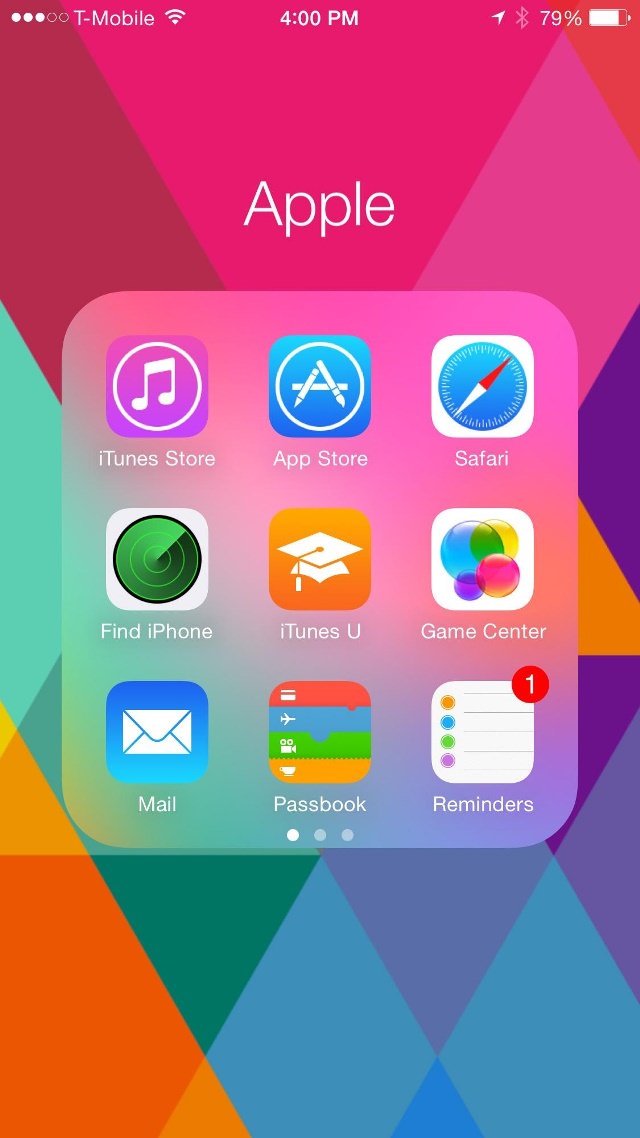 T-Mobile 4:00 PM 79%
Apple
iTunes Store App Store Safari
Find iPhone iTunes U Game Center
1
Mail Passbook Reminders